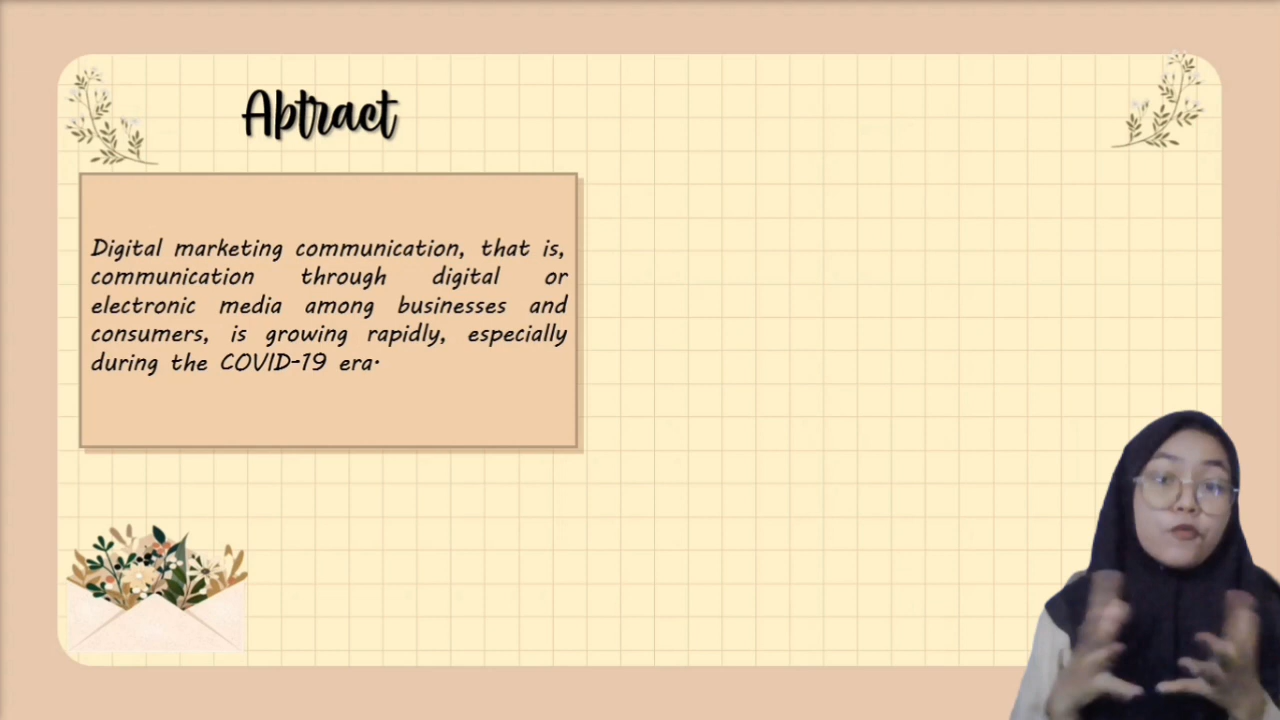 Abtract
Digital marketing communication, that is,
communication through digital or
electronic media among businesses and
consumers, is growing rapidly, especially
during the COVID-19 era.